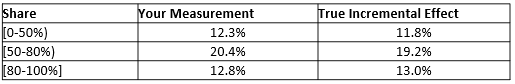 Share Your Measurement True Incremental Effect
[0-50%) 12.3% 11.8%
[50-80%) 20.4% 19.2%
[80-100%] 12.8% 13.0%